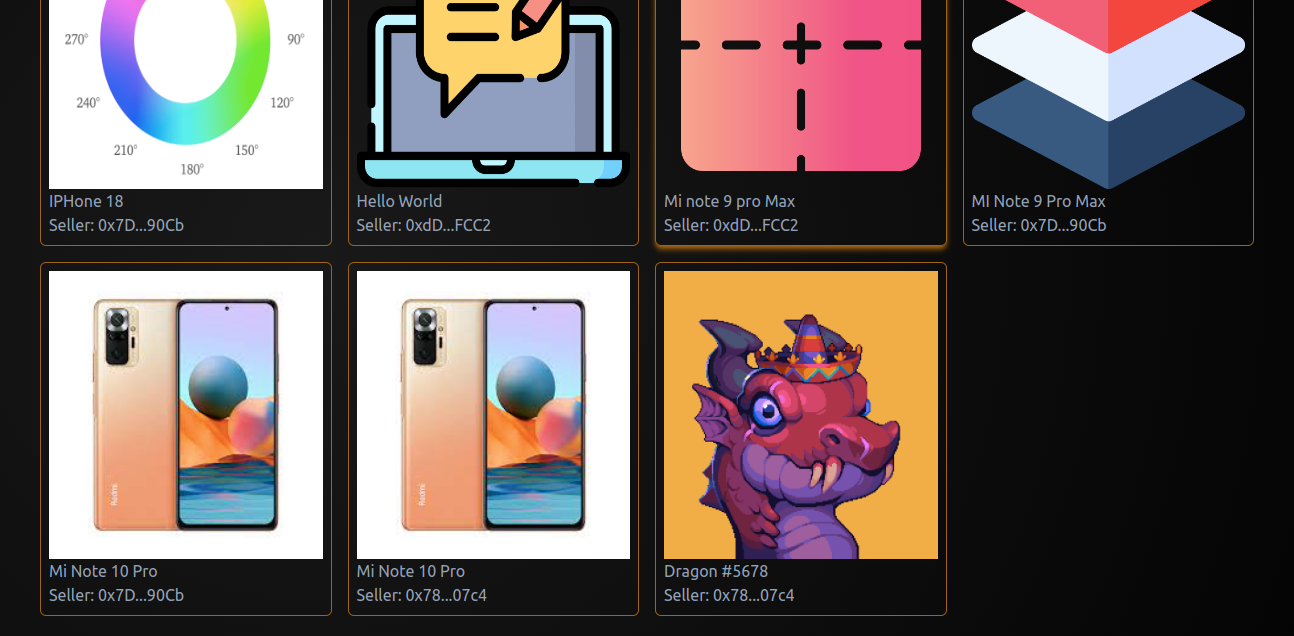 270°
90°
240°
120°
210°
150°
180°
IPHone 18
Seller: 0x7D...90Cb
Hello World
Seller: 0xdD...FCC2
Mi note 9 pro Max
Seller: 0xdD...FCC2
MI Note 9 Pro Max
Seller: 0x7D...90Cb
Redmi
Mi Note 10 Pro
Seller: 0x7D...90Cb
Redmi
Mi Note 10 Pro
Seller: 0x78...07c4
Dragon #5678
Seller: 0x78...07c4